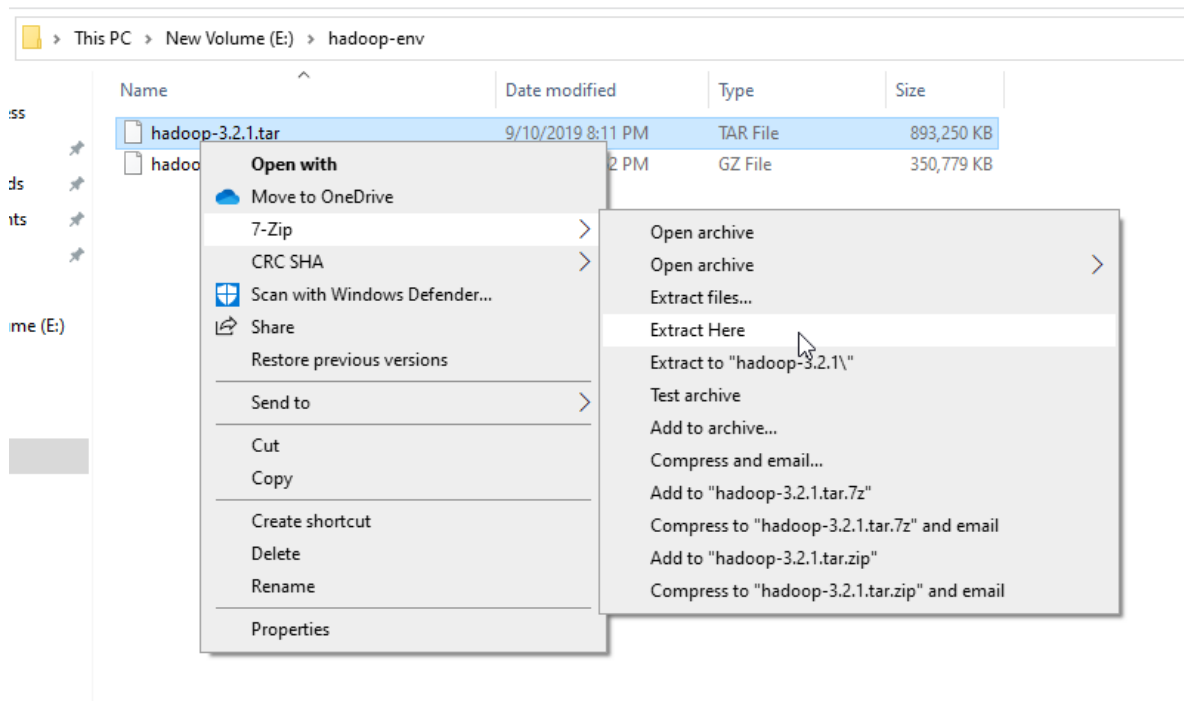 This PC > New Volume (E:) > hadoop-env
Name Date modified Type Size
ess
hadoop-3.2.1.tar 9/10/2019 8:11 PM TAR File 893,250 KB
hadoo 2 PM GZ File 350,779 KB
ds
nts
me (E:)
Open with
Move to OneDrive
7-Zip
CRC SHA
Scan with Windows Defender...
Share
Restore previous versions
Send to
Cut
Copy
Create shortcut
Delete
Rename
Properties
Open archive
Open archive
Extract files...
Extract Here
Extract to "hadoop-3.2.1\"
Test archive
Add to archive...
Compress and email...
Add to "hadoop-3.2.1.tar.7z"
Compress to "hadoop-3.2.1.tar.7z" and email
Add to "hadoop-3.2.1.tar.zip"
Compress to "hadoop-3.2.1.tar.zip" and email